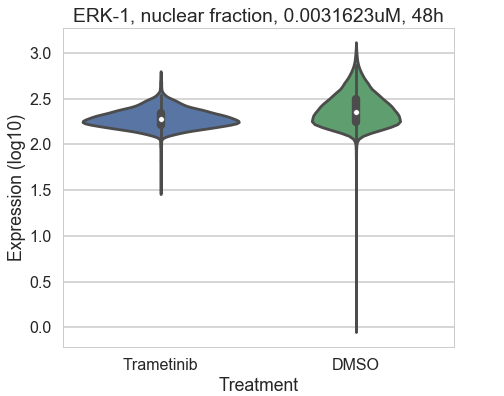 ERK-1, nuclear fraction, 0.0031623uM, 48h
3.0
2.5
2.0
1.5
1.0
0.5
0.0
Expression (log10)
Trametinib DMSO
Treatment